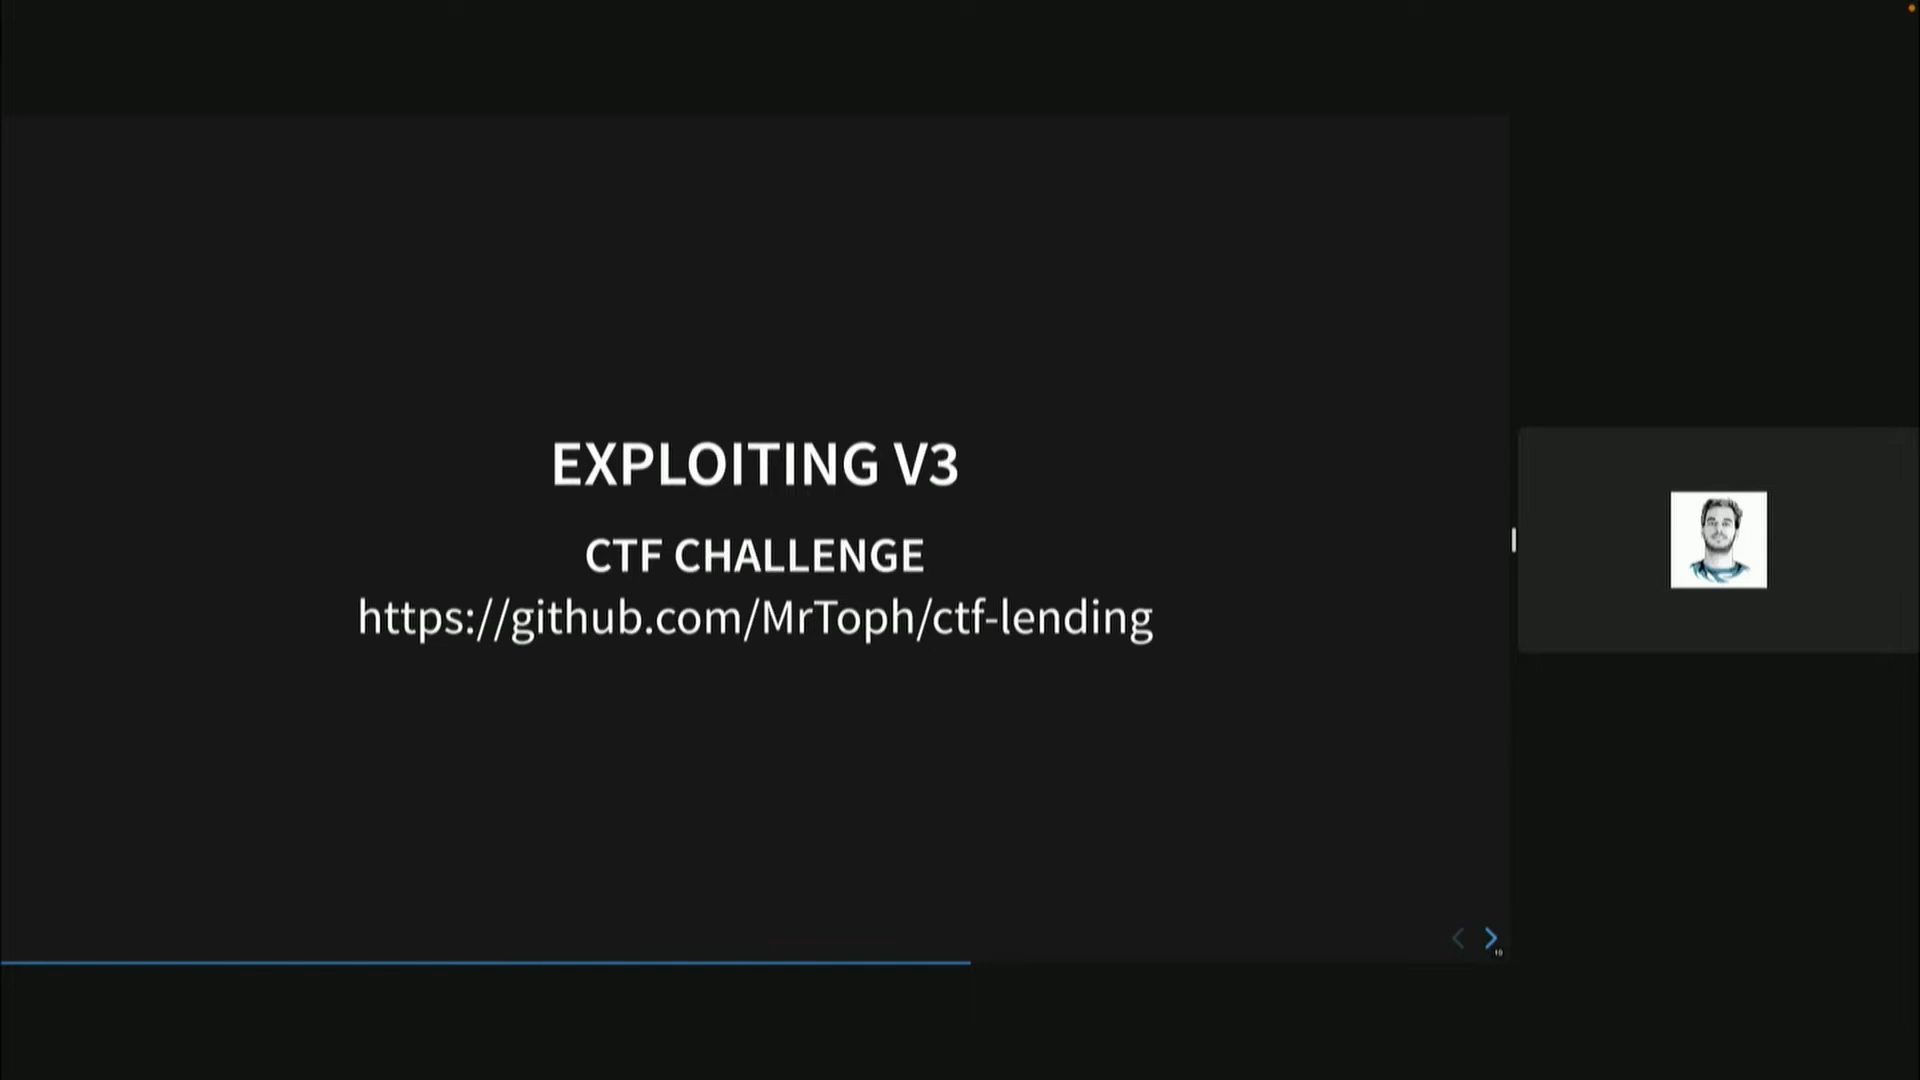 EXPLOITING V3
CTF CHALLENGE
https://github.com/MrToph/ctf-lending